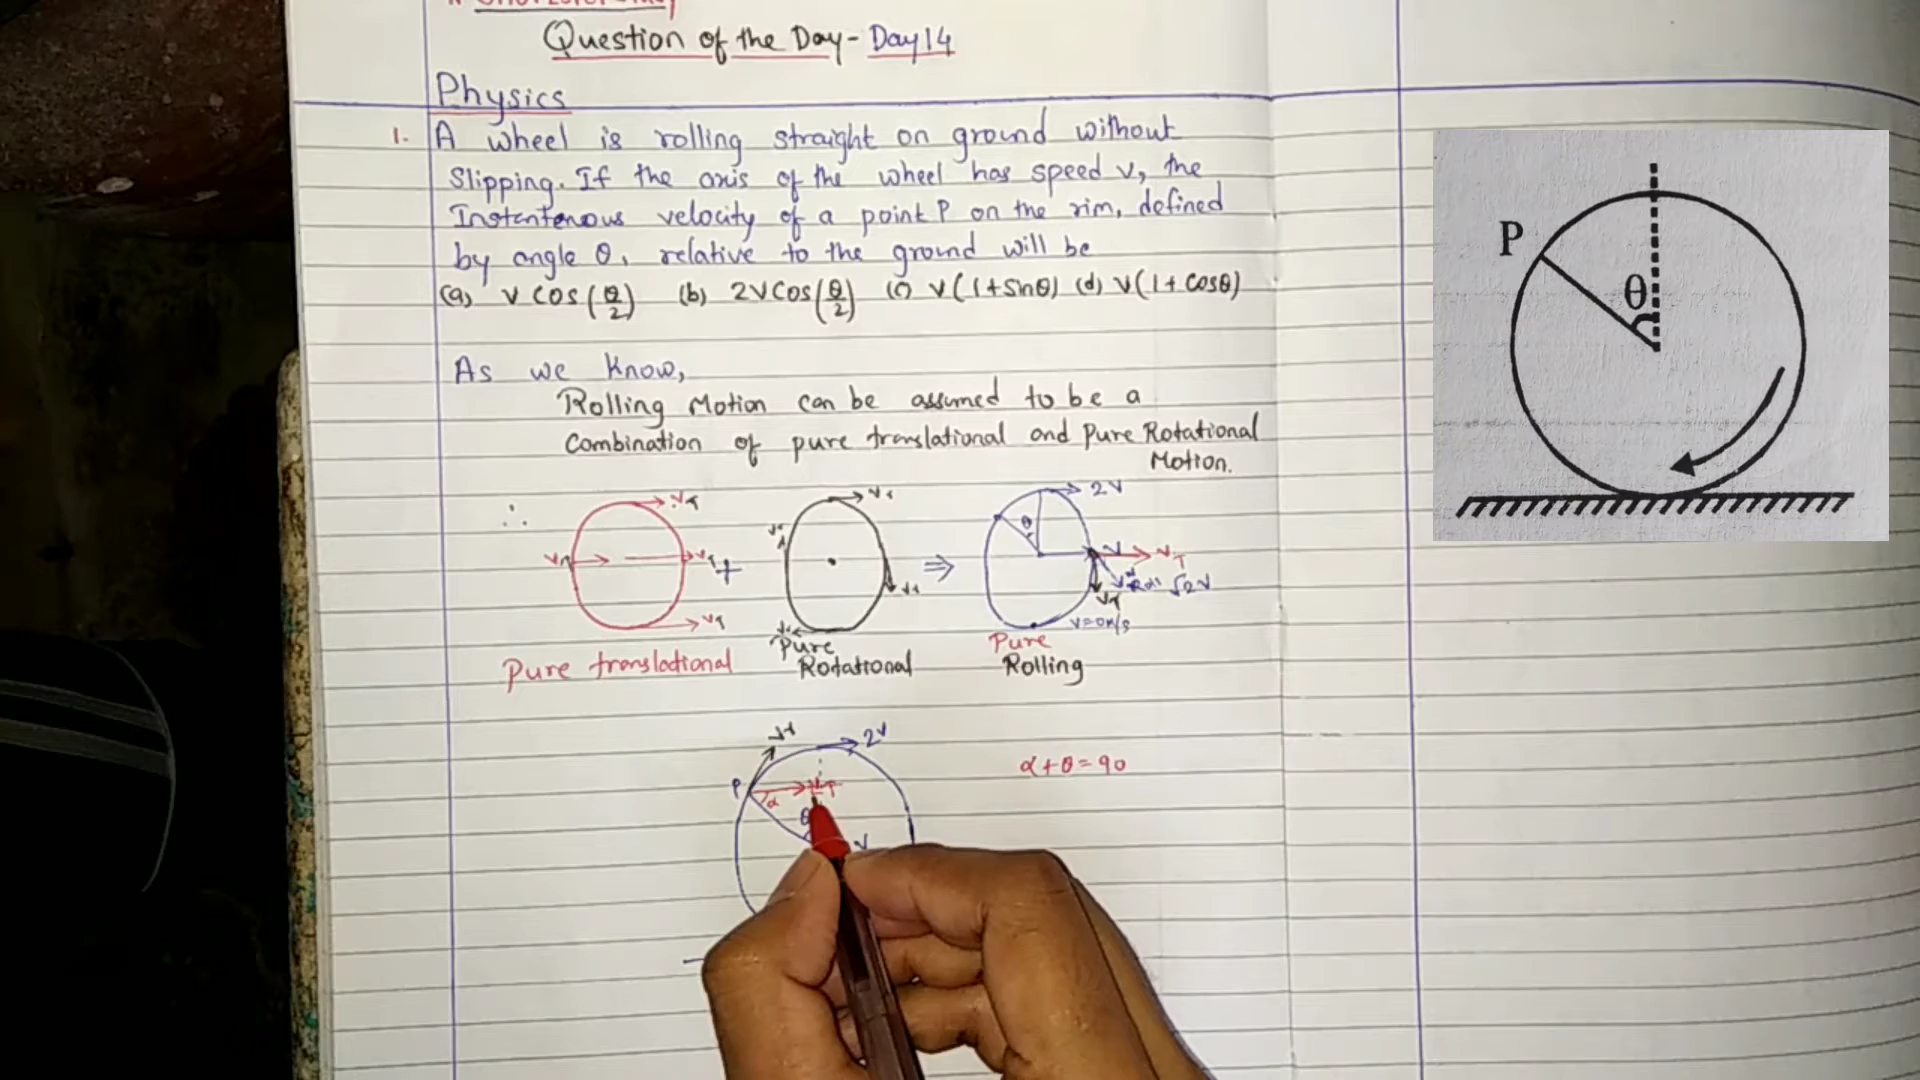 Question of the Day - Day 14
Physics
1. A wheel is rolling straight on ground without
Slipping. If the axis of the wheel has speed v, the
Instantenous velocity of a point P on the rim, defined
by angle θ, relative to the ground will be
(a) v cos(θ/2) (b) 2v cos(θ/2) (c) v(1+sinθ) (d) v(1+cosθ)
As we know,
Rolling Motion can be assumed to be a
Combination of pure translational and Pure Rotational
Motion.
∴ + ⇒ 2V
θ
V
√2V
V=0m/s
Pure translational
Pure
Rotational
Pure
Rolling
2V
α+θ=90
P
α
θ
V
P
θ